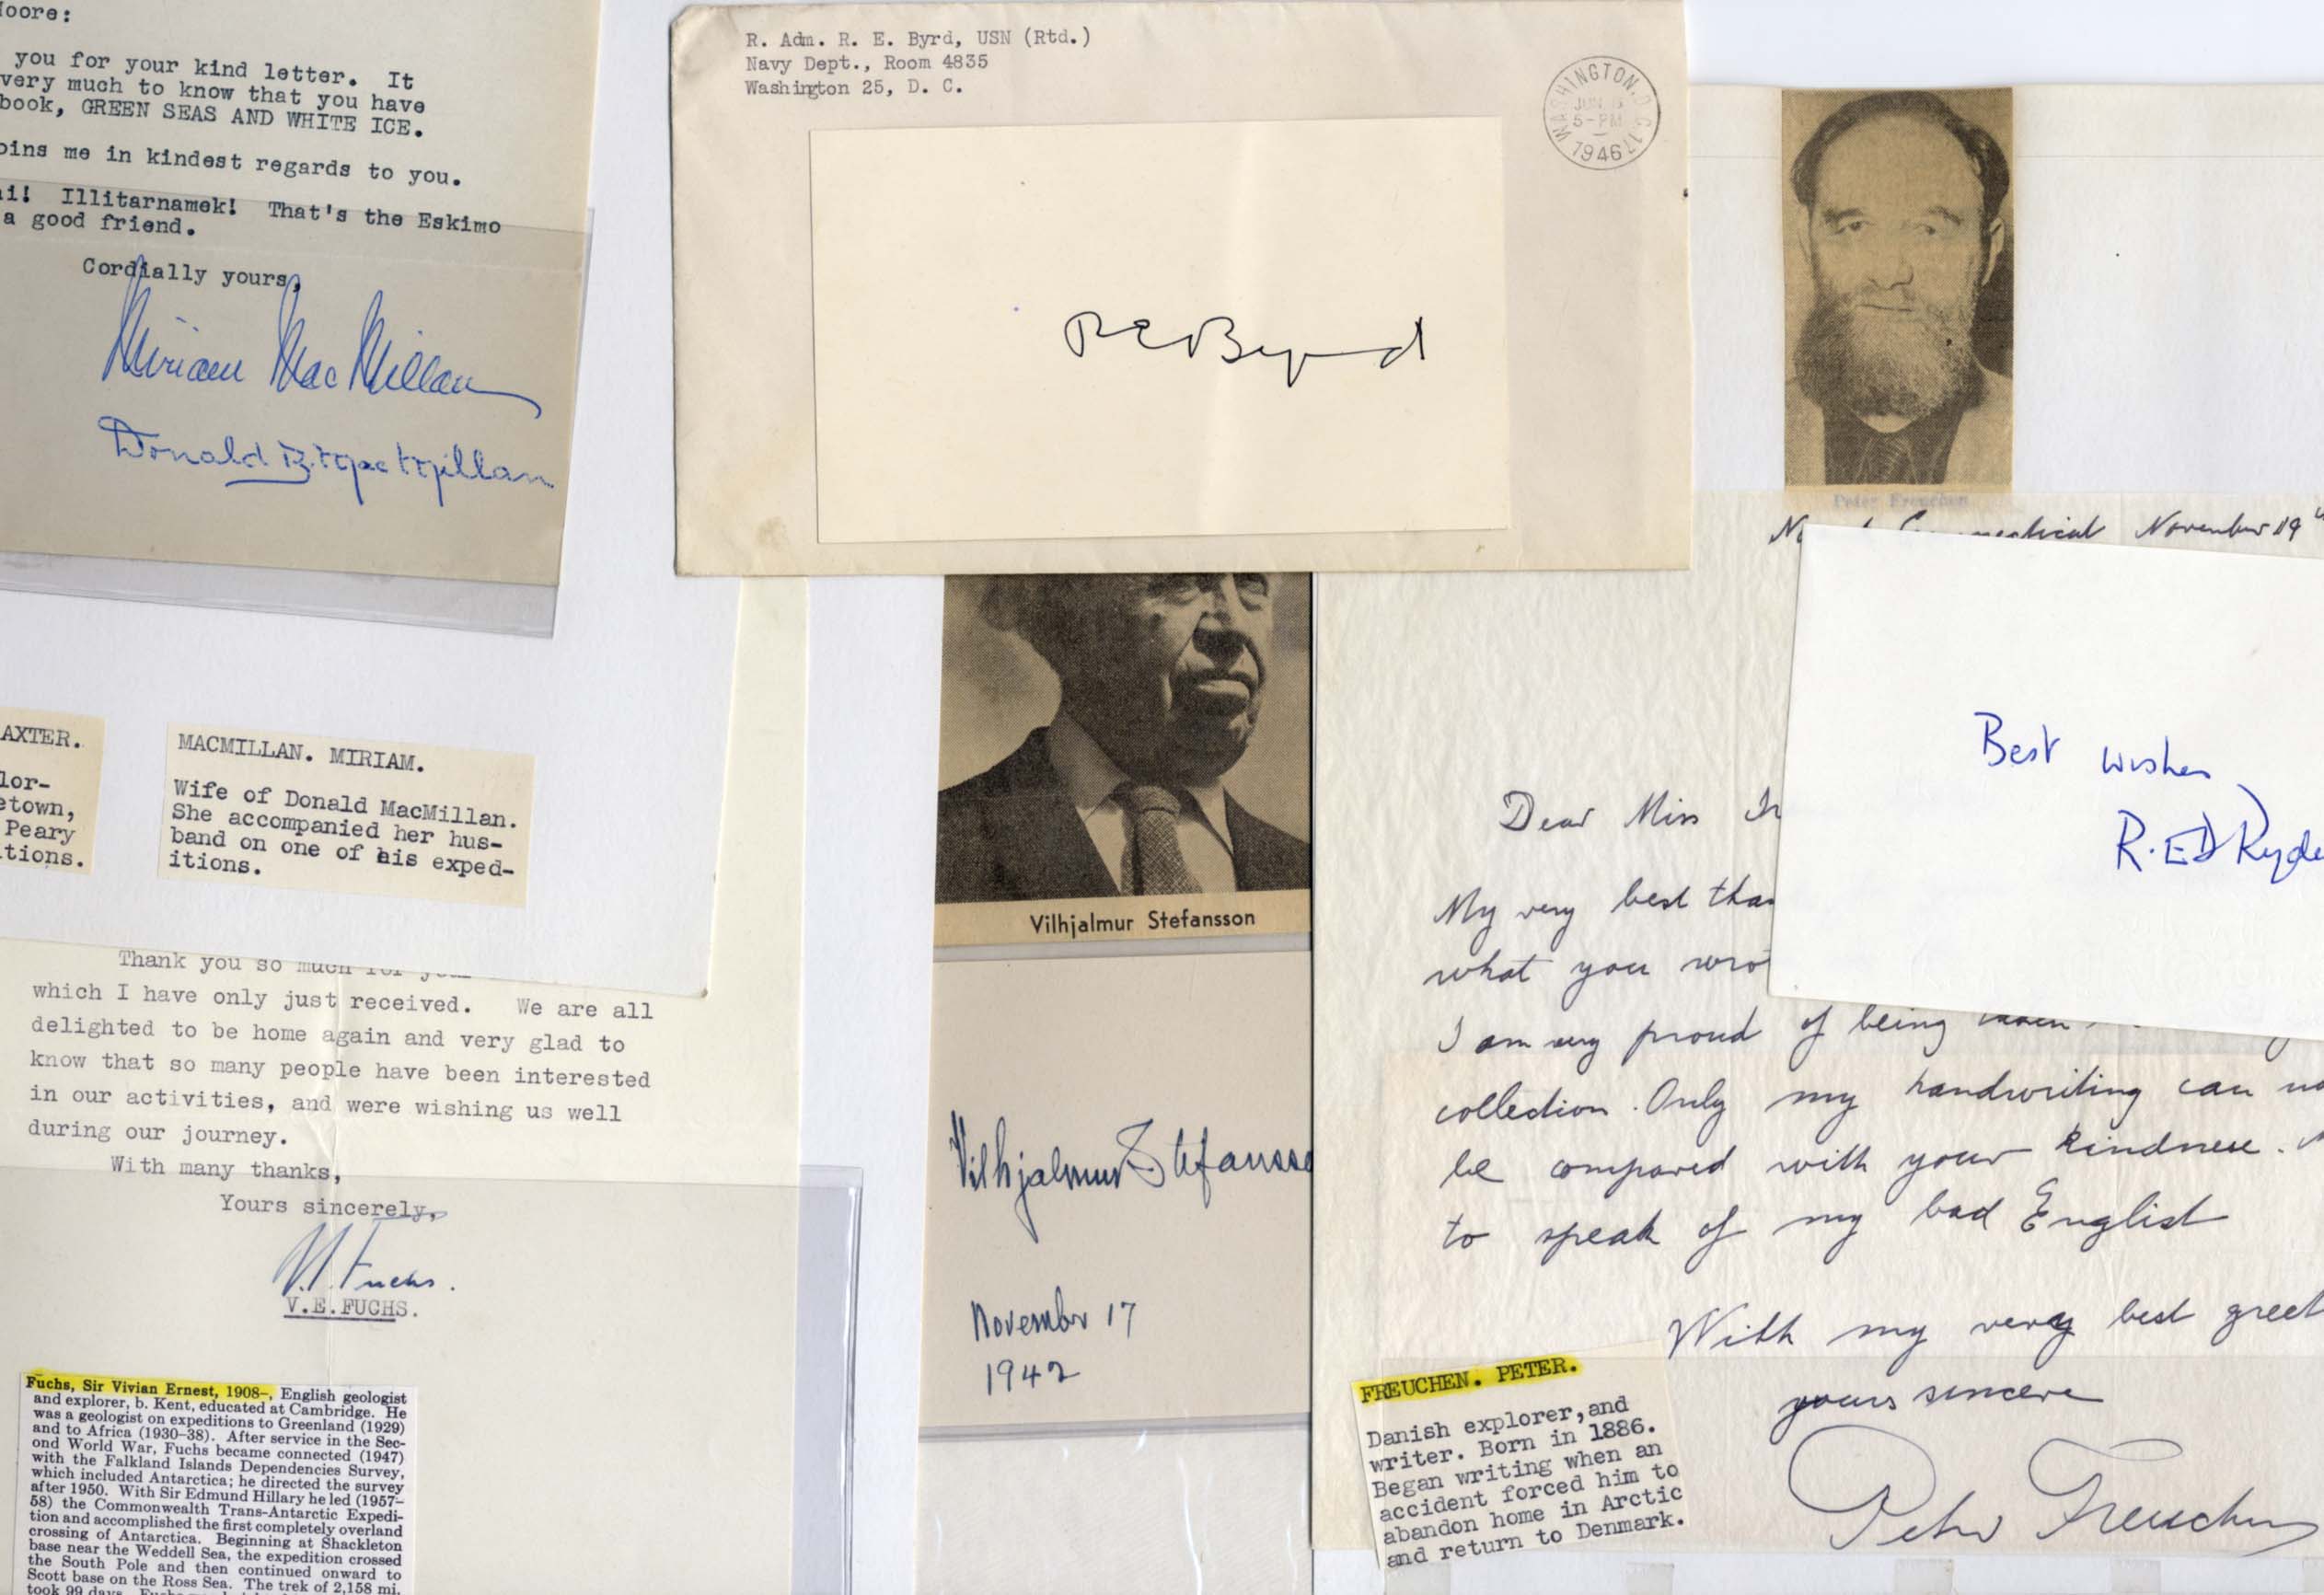 Moore:
you for your kind letter. It
very much to know that you have
book, GREEN SEAS AND WHITE ICE.
oins me in kindest regards to you.
ai! Illitarnamek! That's the Eskimo
a good friend.
Cordially yours,
Miriam MacMillan
Donald B. MacMillan
AXTER.
lor-
etown,
Peary
tions.
MACMILLAN. MIRIAM.
Wife of Donald MacMillan.
She accompanied her hus-
band on one of his exped-
itions.
Thank you so much for your
which I have only just received. We are all
delighted to be home again and very glad to
know that so many people have been interested
in our activities, and were wishing us well
during our journey.
With many thanks,
Yours sincerely,
V. Fuchs.
V.E.FUCHS.
Fuchs, Sir Vivian Ernest, 1908–, English geologist
and explorer, b. Kent, educated at Cambridge. He
was a geologist on expeditions to Greenland (1929)
and to Africa (1930–38). After service in the Sec-
ond World War, Fuchs became connected (1947)
with the Falkland Islands Dependencies Survey,
which included Antarctica; he directed the survey
after 1950. With Sir Edmund Hillary he led (1957–
58) the Commonwealth Trans-Antarctic Expedi-
tion and accomplished the first completely overland
crossing of Antarctica. Beginning at Shackleton
base near the Weddell Sea, the expedition crossed
the South Pole and then continued onward to
Scott base on the Ross Sea. The trek of 2,158 mi.
took 99 days.
R. Adm. R. E. Byrd, USN (Rtd.)
Navy Dept., Room 4835
Washington 25, D. C.
WASHINGTON, D.C.
JUN
5-PM
1946
R E Byrd
Vilhjalmur Stefansson
Vilhjalmur Stefansso
November 17
1942
Peter Freuchen
November 19th
Dear Miss
My very best than
what you wro
I am very proud of being taken
collection. Only my handwriting can no
be compared with your kindness.
to speak of my bad English
With my very best greet
yours sincere
Peter Freuchen
Best wishes
R.E.D Ryde
FREUCHEN. PETER.
Danish explorer,and
writer. Born in 1886.
Began writing when an
accident forced him to
abandon home in Arctic
and return to Denmark.